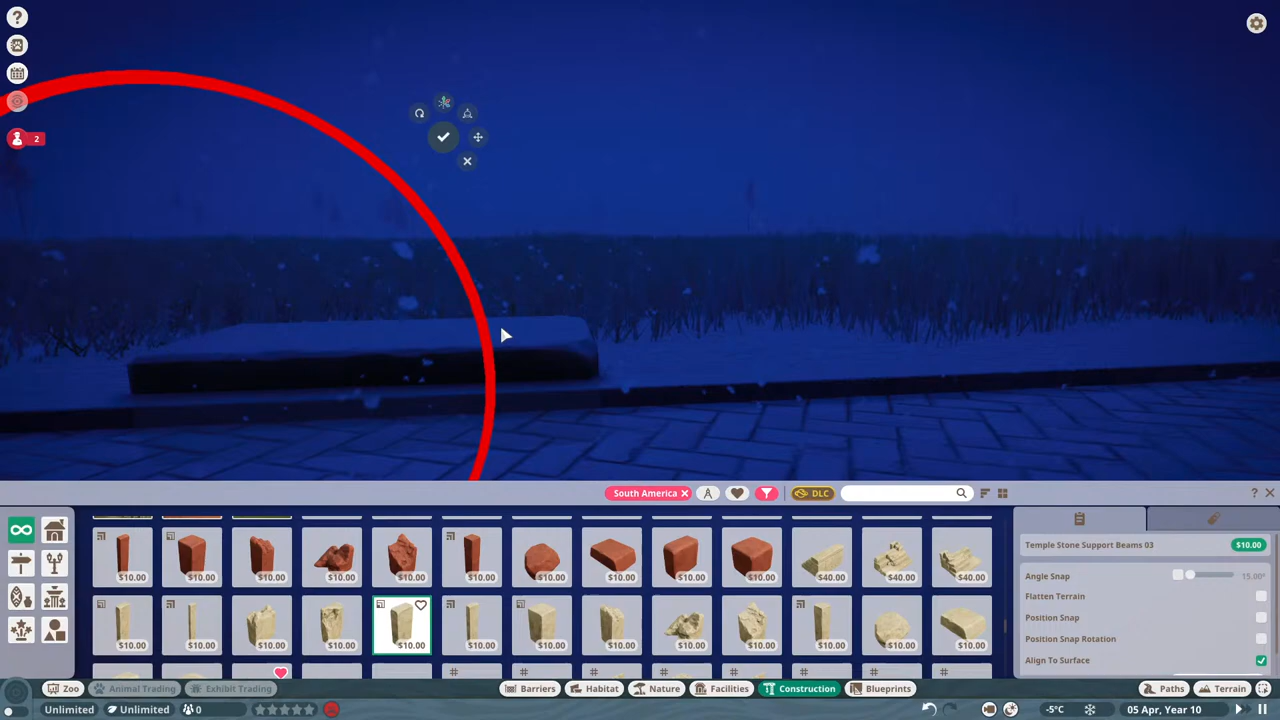 ?
2
South America ×
DLC
?
$10.00 $10.00 $10.00 $10.00 $10.00 $10.00 $10.00 $10.00 $10.00 $10.00 $40.00 $40.00 $40.00
$10.00 $10.00 $10.00 $10.00 $10.00 $10.00 $10.00 $10.00 $10.00 $10.00 $10.00 $10.00 $10.00
Temple Stone Support Beams 03 $10.00
Angle Snap 15.00°
Flatten Terrain
Position Snap
Position Snap Rotation
Align To Surface
Zoo Animal Trading Exhibit Trading Barriers Habitat Nature Facilities Construction Blueprints Paths Terrain
Unlimited Unlimited 0 -5°C 05 Apr, Year 10